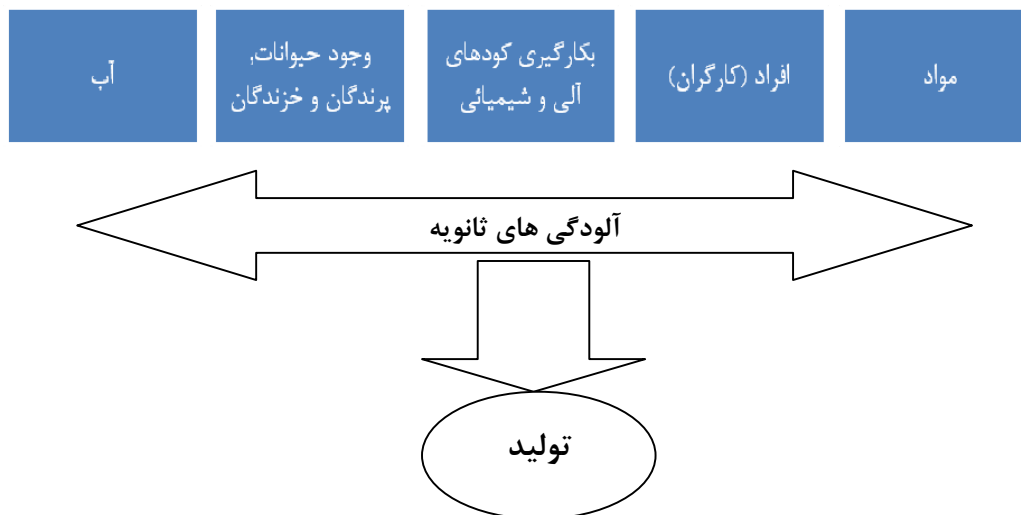 مواد
افراد (کارگران)
بکارگیری کودهای
آلی و شیمیائی
وجود حیوانات,
پرندگان و خزندگان
آب
آلودگی های ثانویه
تولید